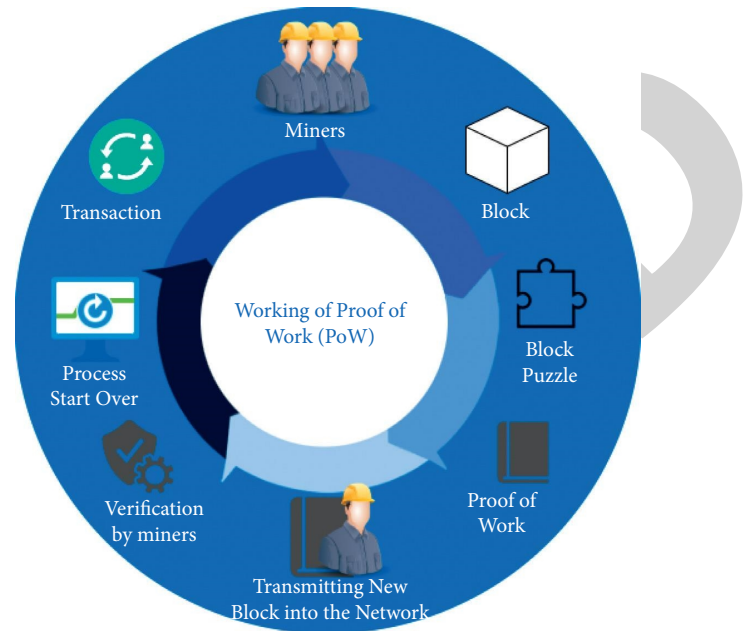 Miners
Transaction
Block
Working of Proof of
Work (PoW)
Block
Puzzle
Process
Start Over
Proof of
Work
Verification
by miners
Transmitting New
Block into the Network